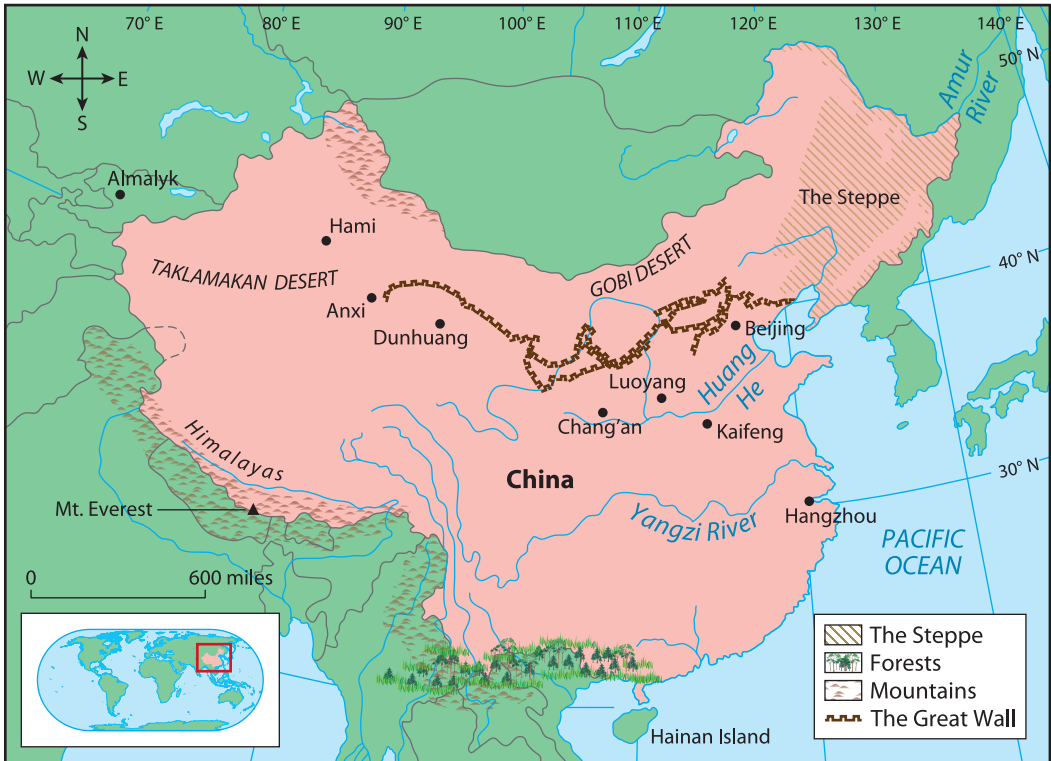 70° E
80° E
90° E
100° E
110° E
120° E
130° E
140° E
50° N
N
W
E
S
Amur
River
Almalyk
The Steppe
Hami
TAKLAMAKAN DESERT
GOBI DESERT
40° N
Anxi
Dunhuang
Beijing
Luoyang
Huang
He
Chang'an
Kaifeng
Himalayas
China
30° N
Mt. Everest
Yangzi River
Hangzhou
PACIFIC
OCEAN
0
600 miles
The Steppe
Forests
Mountains
The Great Wall
Hainan Island